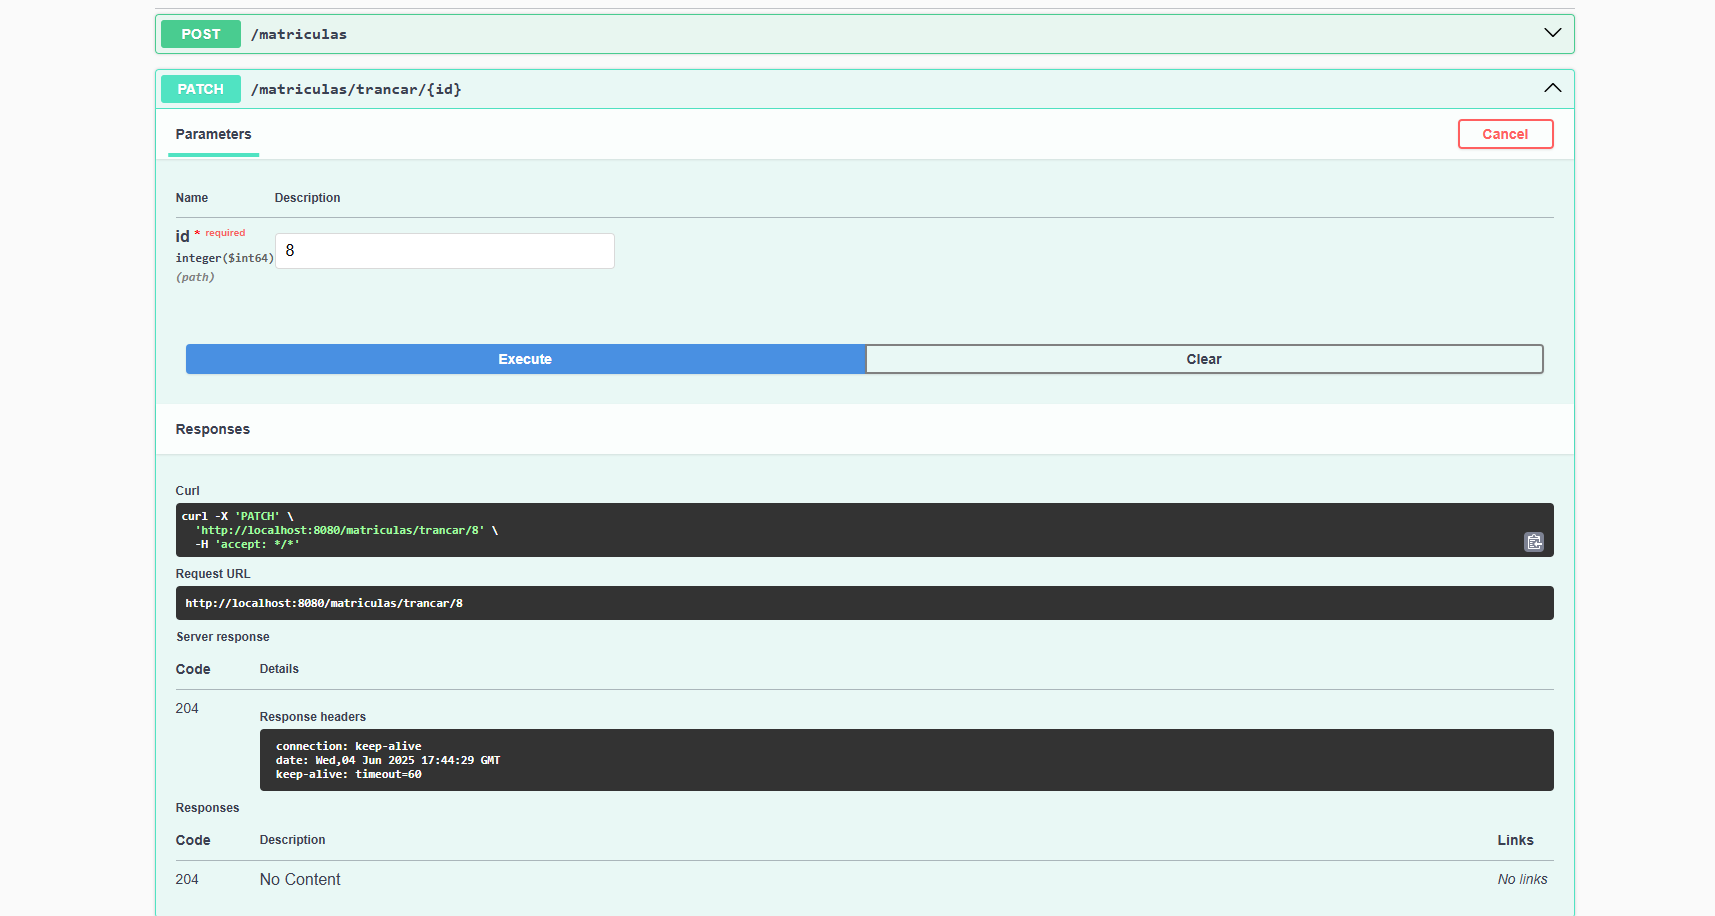 POST /matriculas
PATCH /matriculas/trancar/{id}
Parameters Cancel
Name Description
id * required
integer($int64)
(path)
8
Execute Clear
Responses
Curl
curl -X 'PATCH' \
'http://localhost:8080/matriculas/trancar/8' \
-H 'accept: */*'
Request URL
http://localhost:8080/matriculas/trancar/8
Server response
Code Details
204
Response headers
connection: keep-alive
date: Wed,04 Jun 2025 17:44:29 GMT
keep-alive: timeout=60
Responses
Code Description Links
204 No Content No links